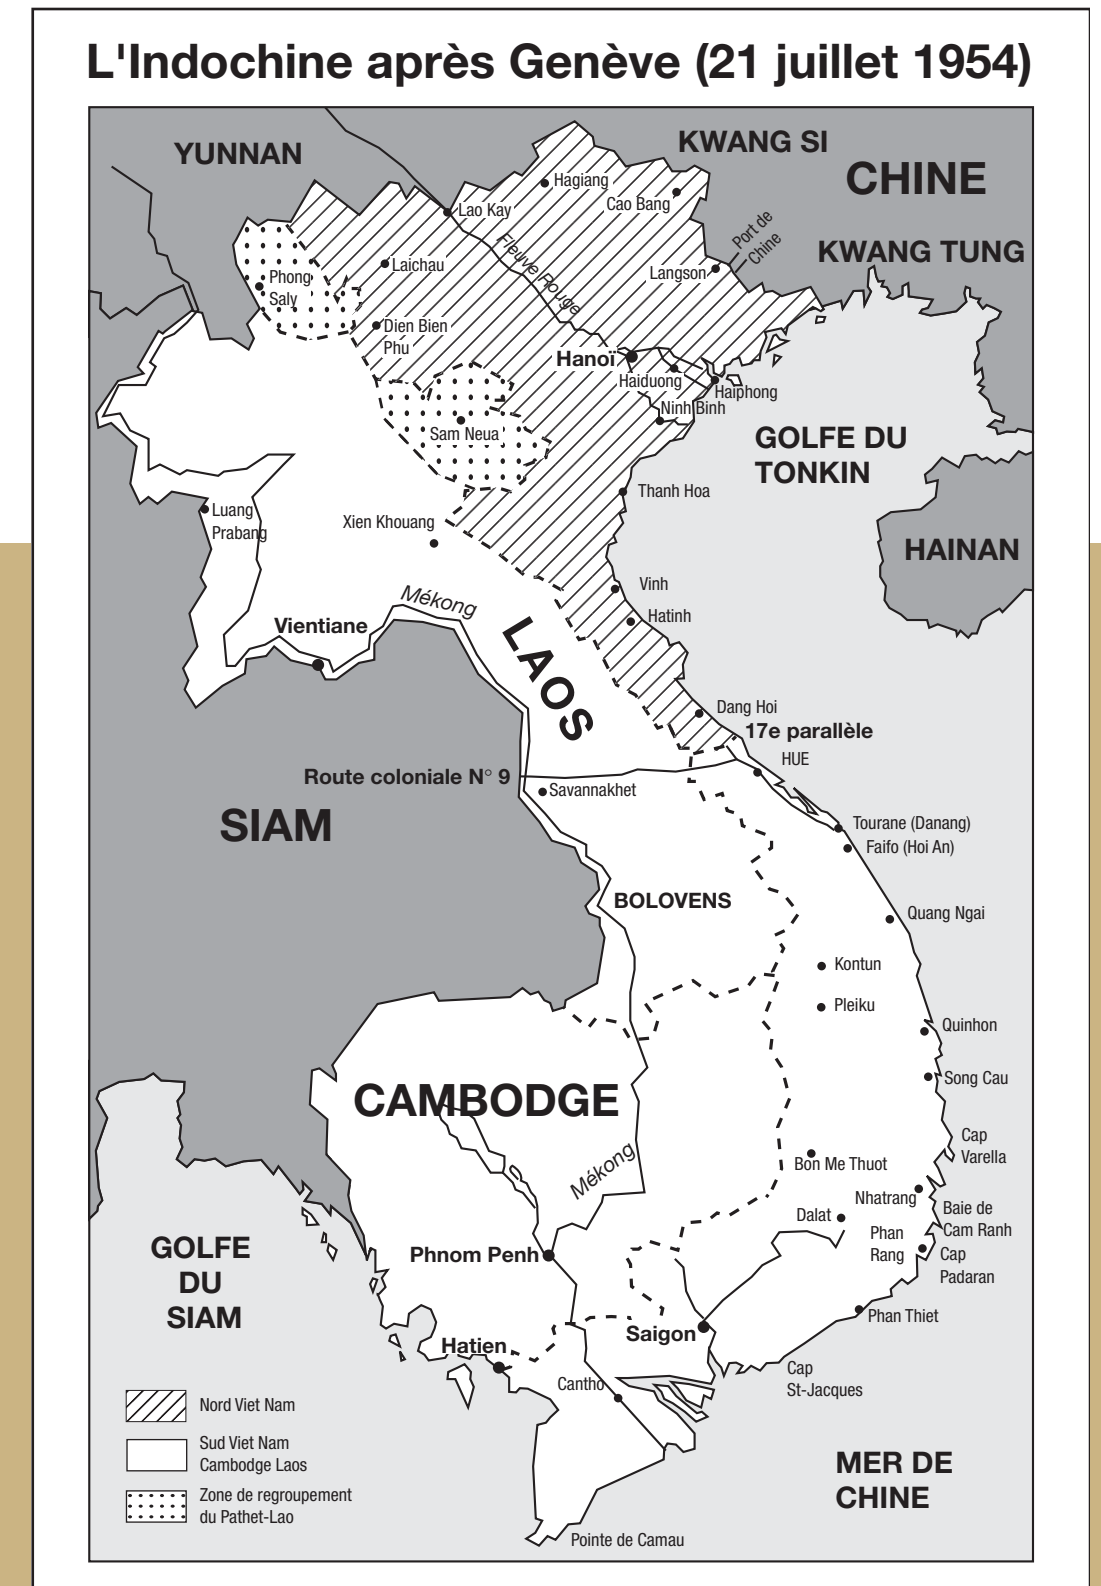 L'Indochine après Genève (21 juillet 1954)
YUNNAN
KWANG SI
CHINE
KWANG TUNG
Hagiang
Cao Bang
Lao Kay
Port de
Chine
Fleuve Rouge
Laichau
Langson
Phong
Saly
Dien Bien
Phu
Hanoï
Haiduong
Haiphong
Ninh Binh
Sam Neua
GOLFE DU
TONKIN
Thanh Hoa
Luang
Prabang
Xien Khouang
HAINAN
Vinh
Mékong
Hatinh
Vientiane
LAOS
Dang Hoi
17e parallèle
HUE
Route coloniale N° 9
Savannakhet
SIAM
Tourane (Danang)
Faifo (Hoi An)
BOLOVENS
Quang Ngai
Kontun
Pleiku
Quinhon
Song Cau
CAMBODGE
Cap
Varella
Mékong
Bon Me Thuot
Nhatrang
Baie de
Cam Ranh
Dalat
Phan
Rang
Cap
Padaran
GOLFE
DU
SIAM
Phnom Penh
Phan Thiet
Saigon
Hatien
Cap
St-Jacques
Cantho
Nord Viet Nam
Sud Viet Nam
Cambodge Laos
Zone de regroupement
du Pathet-Lao
MER DE
CHINE
Pointe de Camau